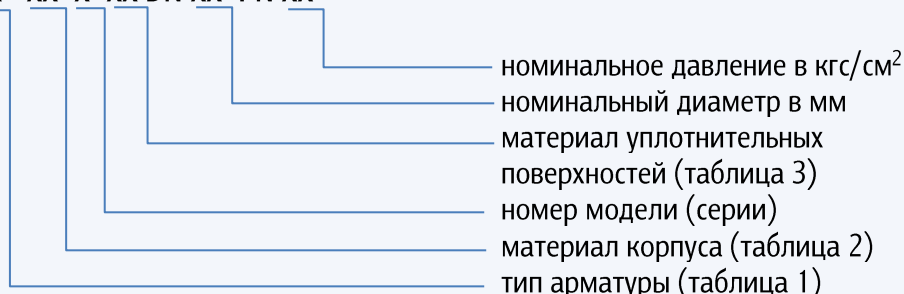 номинальное давление в кгс/см²
номинальный диаметр в мм
материал уплотнительных
поверхностей (таблица 3)
номер модели (серии)
материал корпуса (таблица 2)
тип арматуры (таблица 1)